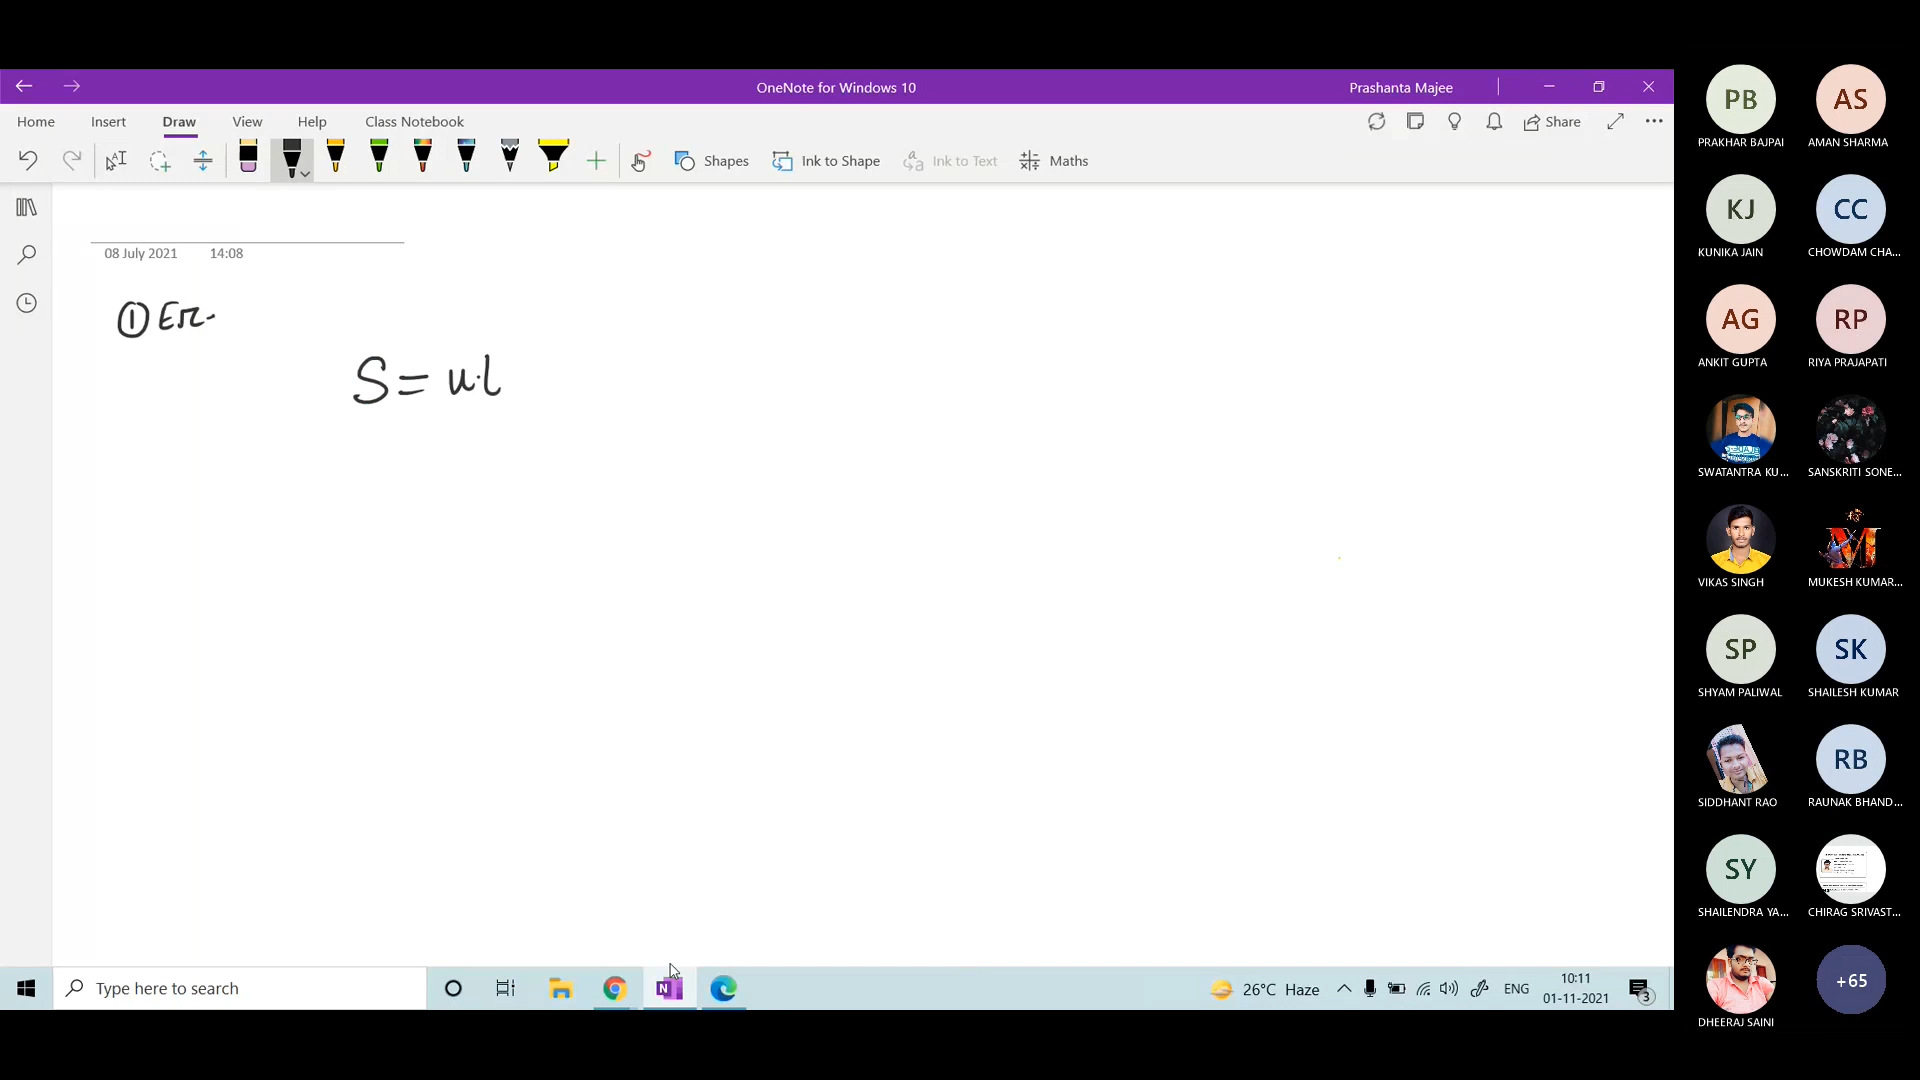 OneNote for Windows 10
Prashanta Majee
Home Insert Draw View Help Class Notebook
Share
Shapes Ink to Shape Ink to Text Maths
08 July 2021 14:08
① Ex.
S = u.l
Type here to search
26°C Haze
ENG
10:11
01-11-2021
3
PB
PRAKHAR BAJPAI
AS
AMAN SHARMA
KJ
KUNIKA JAIN
CC
CHOWDAM CHA...
AG
ANKIT GUPTA
RP
RIYA PRAJAPATI
SWATANTRA KU...
SANSKRITI SONE...
VIKAS SINGH
MUKESH KUMAR...
SP
SHYAM PALIWAL
SK
SHAILESH KUMAR
SIDDHANT RAO
RB
RAUNAK BHAND...
SY
SHAILENDRA YA...
CHIRAG SRIVAST...
DHEERAJ SAINI
+65